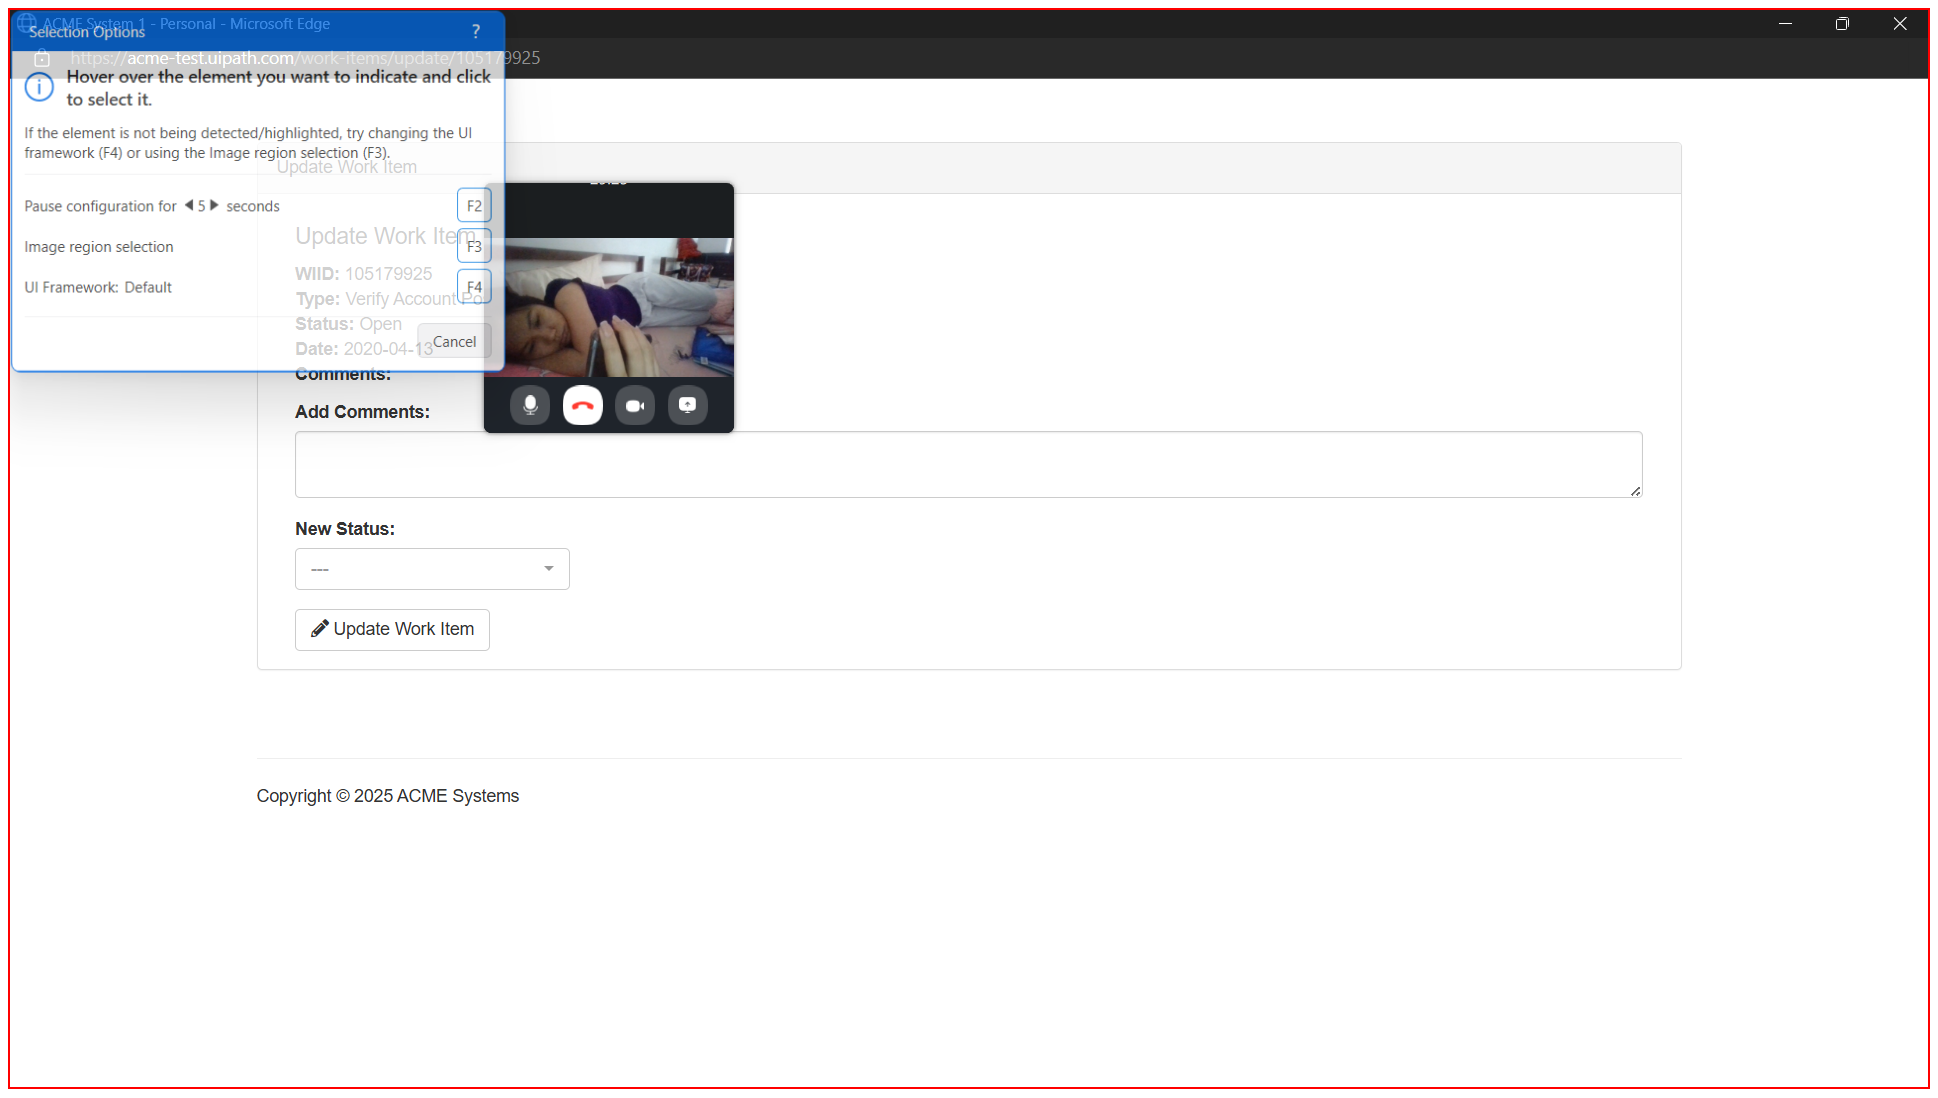 ACME System 1 - Personal - Microsoft Edge
Selection Options
?
https://acme-test.uipath.com/work-items/update/105179925
Hover over the element you want to indicate and click
to select it.
If the element is not being detected/highlighted, try changing the UI
framework (F4) or using the Image region selection (F3).
Update Work Item
Pause configuration for 5 seconds
F2
Update Work Item
Image region selection
F3
WIID: 105179925
UI Framework: Default
F4
Type: Verify Account Po
Status: Open
Cancel
Date: 2020-04-13
Comments:
Add Comments:
New Status:
---
Update Work Item
Copyright © 2025 ACME Systems